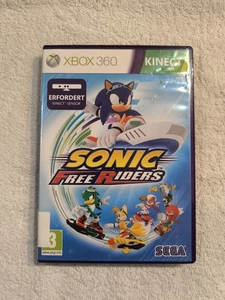 XBOX 360
KINECT
ERFORDERT
KINECT-SENSOR
SONIC
FREE RIDERS
3
SEGA